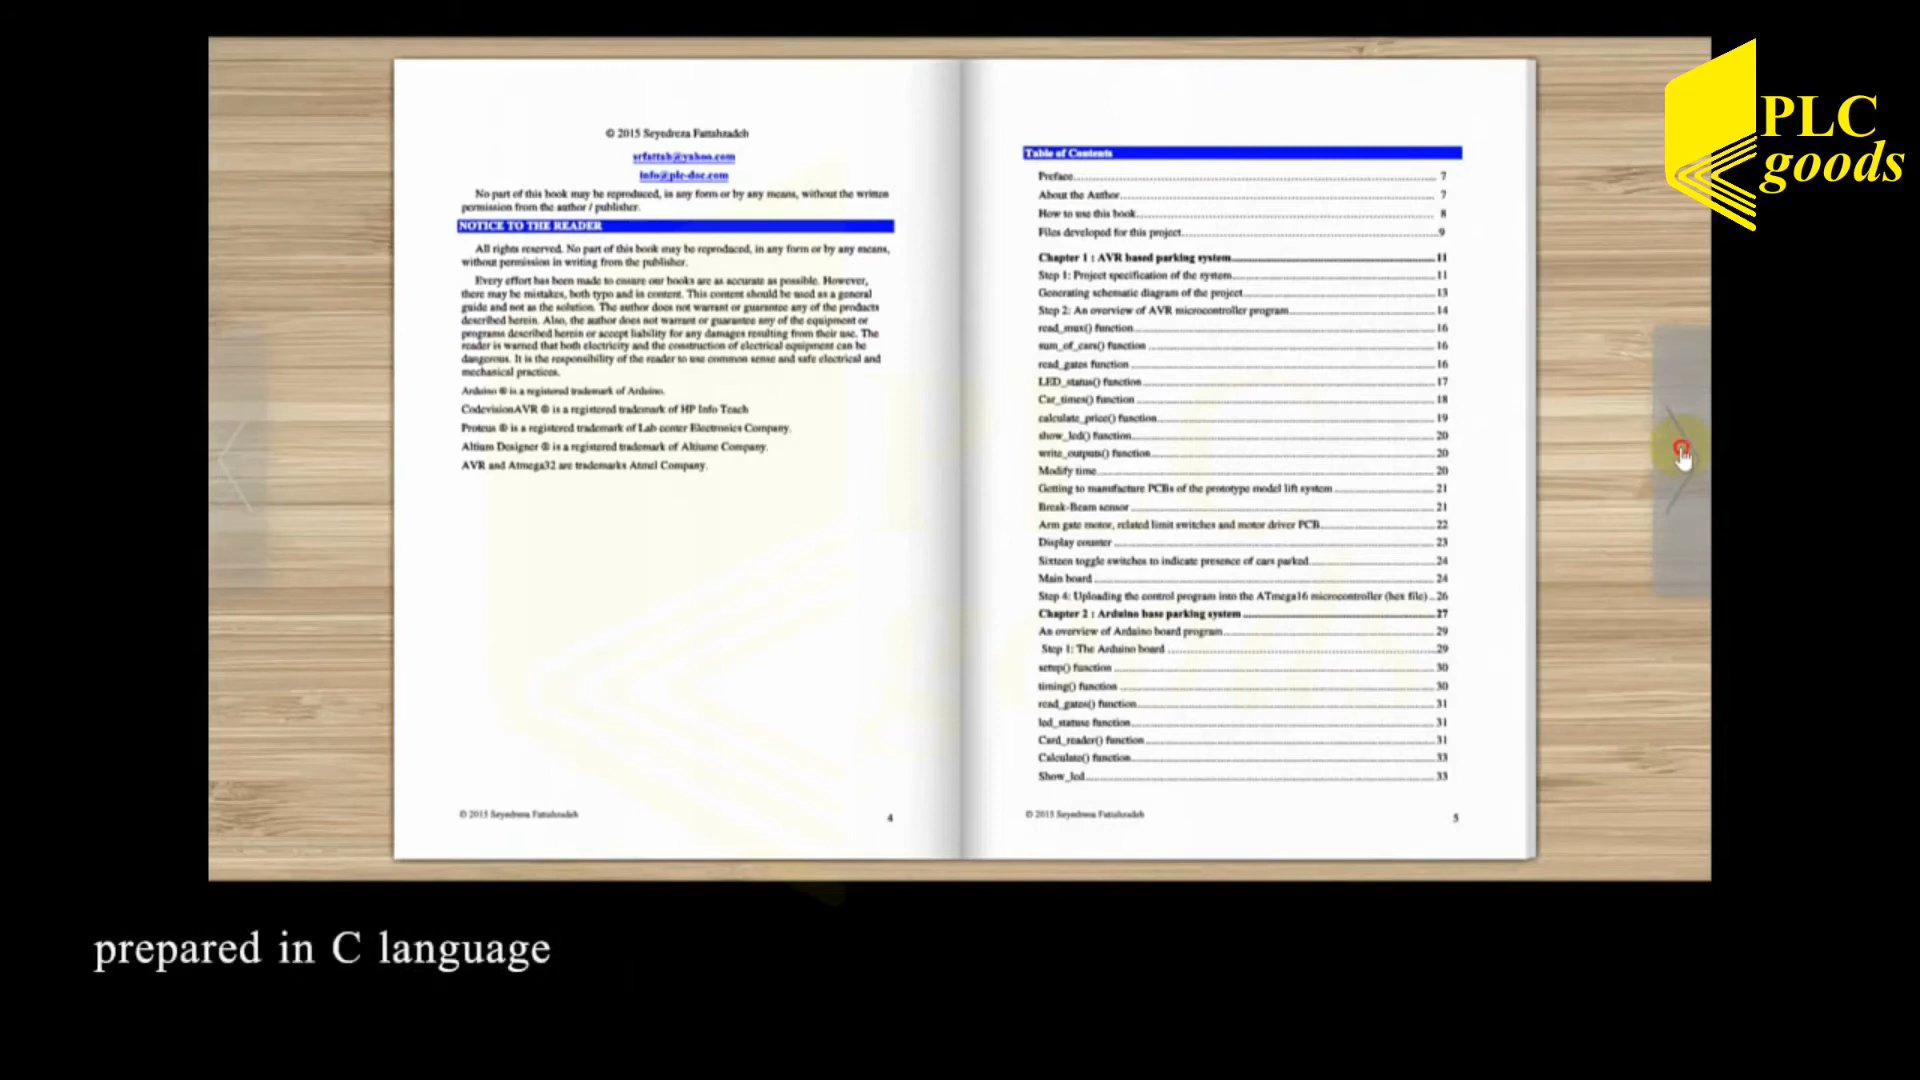 © 2015 Seyedreza Fattahzadeh
srfattah@yahoo.com
info@plc-doc.com
No part of this book may be reproduced, in any form or by any means, without the written
permission from the author / publisher.
NOTICE TO THE READER
All rights reserved. No part of this book may be reproduced, in any form or by any means,
without permission in writing from the publisher.
Every effort has been made to ensure our books are as accurate as possible. However,
there may be mistakes, both typo and in content. This content should be used as a general
guide and not as the solution. The author does not warrant or guarantee any of the products
described herein. Also, the author does not warrant or guarantee any of the equipment or
programs described herein or accept liability for any damages resulting from their use. The
reader is warned that both electricity and the construction of electrical equipment can be
dangerous. It is the responsibility of the reader to use common sense and safe electrical and
mechanical practices.
Arduino ® is a registered trademark of Arduino.
CodevisionAVR ® is a registered trademark of HP Info Teach
Proteus ® is a registered trademark of Lab center Electronics Company.
Altium Designer ® is a registered trademark of Altiume Company.
AVR and Atmega32 are trademarks Atmel Company.
© 2015 Seyedreza Fattahzadeh
4
Table of Contents
Preface 7
About the Author 7
How to use this book 8
Files developed for this project 9
Chapter 1 : AVR based parking system 11
Step 1: Project specification of the system 11
Generating schematic diagram of the project 13
Step 2: An overview of AVR microcontroller program 14
read_mux() function 16
sum_of_cars() function 16
read_gates function 16
LED_status() function 17
Car_times() function 18
calculate_price() function 19
show_lcd() function 20
write_outputs() function 20
Modify time 20
Getting to manufacture PCBs of the prototype model lift system 21
Break-Beam sensor 21
Arm gate motor, related limit switches and motor driver PCB 22
Display counter 23
Sixteen toggle switches to indicate presence of cars parked 24
Main board 24
Step 4: Uploading the control program into the ATmega16 microcontroller (hex file) 26
Chapter 2 : Arduino base parking system 27
An overview of Arduino board program 29
Step 1: The Arduino board 29
setup() function 30
timing() function 30
read_gates() function 31
led_statuse function 31
Card_reader() function 31
Calculate() function 33
Show_lcd 33
© 2015 Seyedreza Fattahzadeh
5
PLC
goods
prepared in C language